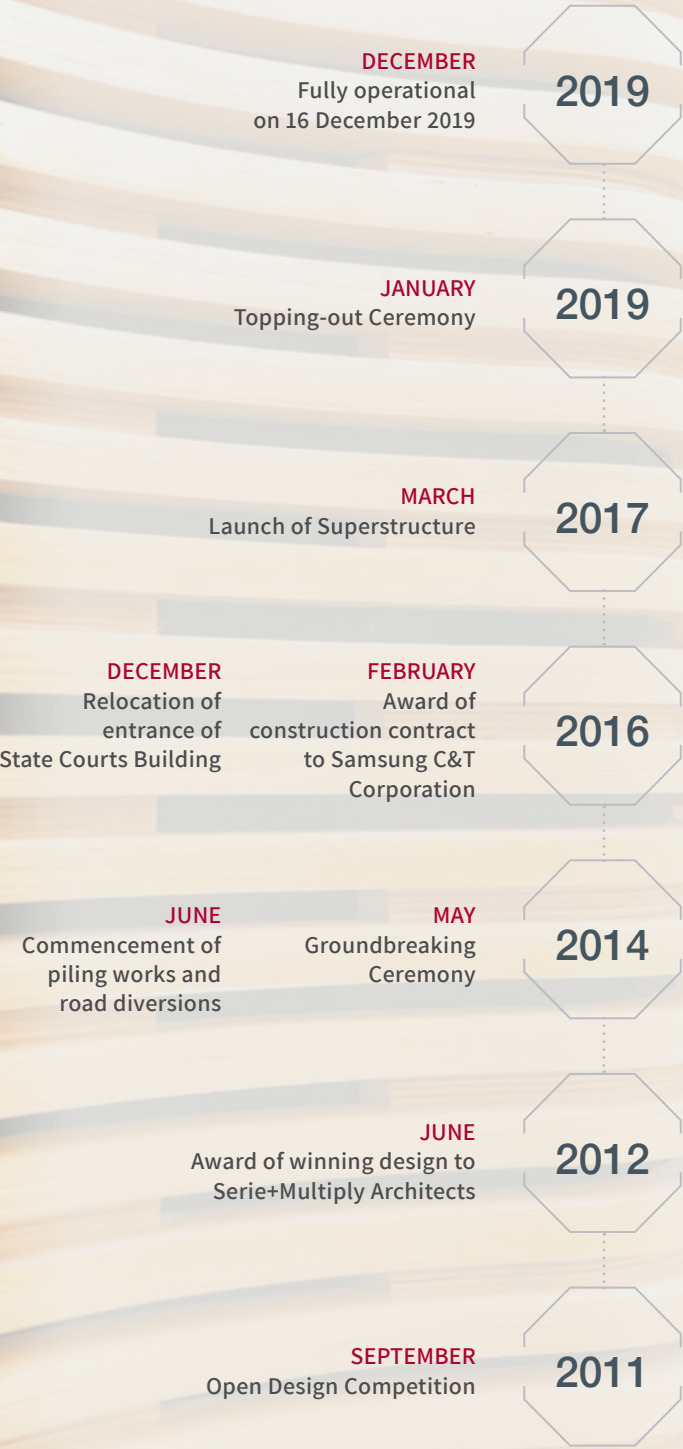 DECEMBER
Fully operational
on 16 December 2019
2019
JANUARY
Topping-out Ceremony
2019
MARCH
Launch of Superstructure
2017
DECEMBER
Relocation of
entrance of
State Courts Building
FEBRUARY
Award of
construction contract
to Samsung C&T
Corporation
2016
JUNE
Commencement of
piling works and
road diversions
MAY
Groundbreaking
Ceremony
2014
JUNE
Award of winning design to
Serie+Multiply Architects
2012
SEPTEMBER
Open Design Competition
2011